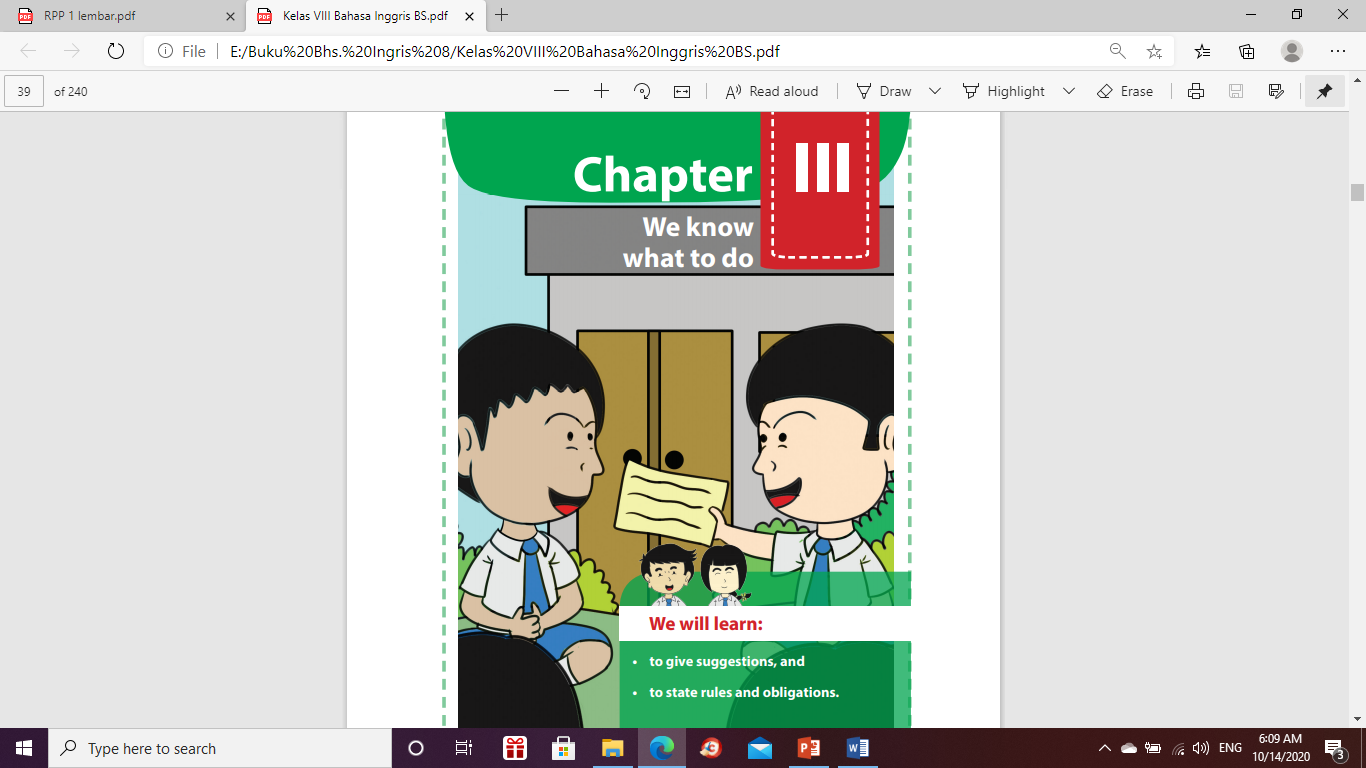 RPP 1 lembar.pdf
Kelas VIII Bahasa Inggris BS.pdf
File
E:/Buku%20Bhs.%20Ingris%208/Kelas%20VIII%20Bahasa%20Inggris%20BS.pdf
39 of 240
Read aloud
Draw
Highlight
Erase
Chapter III
We know
what to do
We will learn:
• to give suggestions, and
• to state rules and obligations.
Type here to search
ENG
6:09 AM
10/14/2020
3